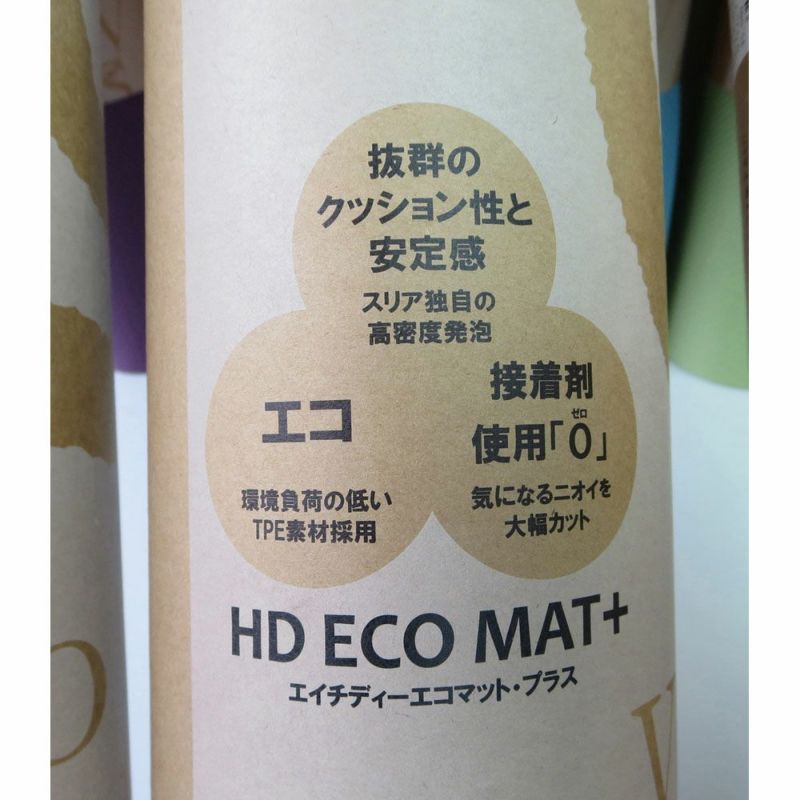 抜群の
クッション性と
安定感
スリア独自の
高密度発泡
エコ
環境負荷の低い
TPE素材採用
接着剤
ゼロ
使用「0」
気になるニオイを
大幅カット
HD ECO MAT+
エイチディーエコマット・プラス